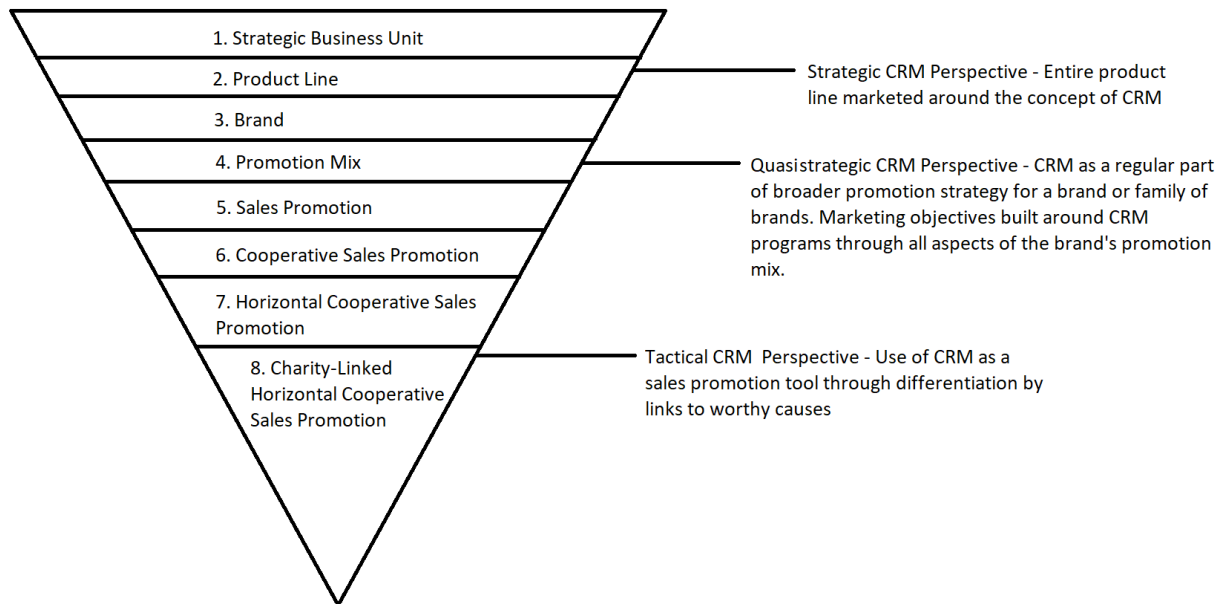 1. Strategic Business Unit
2. Product Line
3. Brand
4. Promotion Mix
5. Sales Promotion
6. Cooperative Sales Promotion
7. Horizontal Cooperative Sales
Promotion
8. Charity-Linked
Horizontal Cooperative
Sales Promotion
Strategic CRM Perspective - Entire product
line marketed around the concept of CRM
Quasistrategic CRM Perspective - CRM as a regular part
of broader promotion strategy for a brand or family of
brands. Marketing objectives built around CRM
programs through all aspects of the brand's promotion
mix.
Tactical CRM  Perspective - Use of CRM as a
sales promotion tool through differentiation by
links to worthy causes